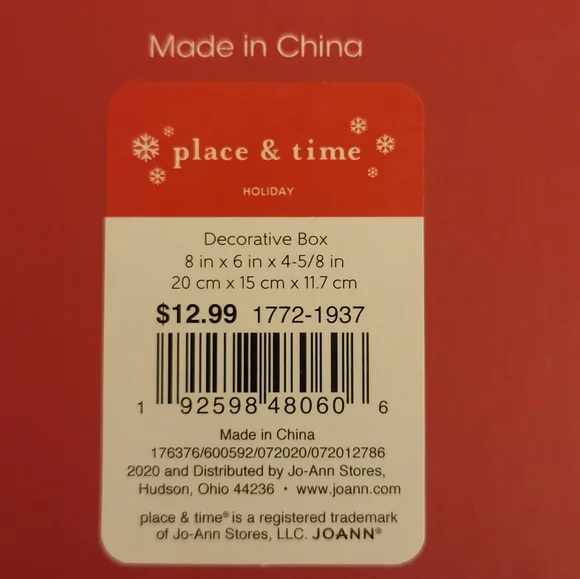 Made in China
place & time
HOLIDAY
Decorative Box
8 in x 6 in x 4-5/8 in
20 cm x 15 cm x 11.7 cm
$12.99 1772-1937
1 92598 48060 6
Made in China
176376/600592/072020/072012786
2020 and Distributed by Jo-Ann Stores,
Hudson, Ohio 44236 • www.joann.com
place & time® is a registered trademark
of Jo-Ann Stores, LLC. JOANN®